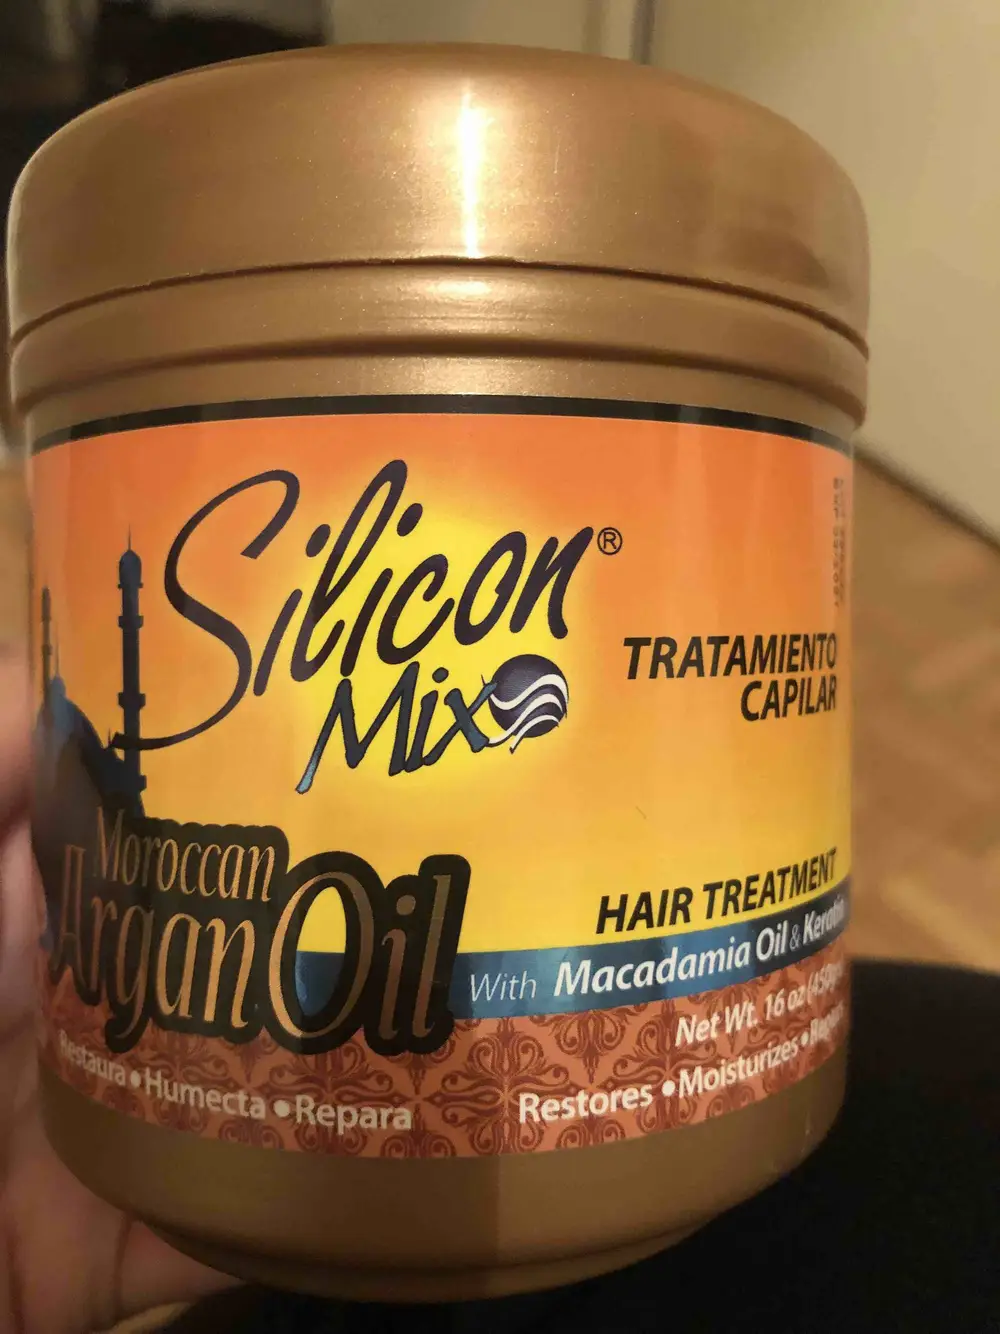 Silicon®
Mix
TRATAMIENTO
CAPILAR
Moroccan
Argan Oil
HAIR TREATMENT
With Macadamia Oil & Keratin
Net Wt. 16 oz
Restaura • Humecta • Repara
Restores • Moisturizes •